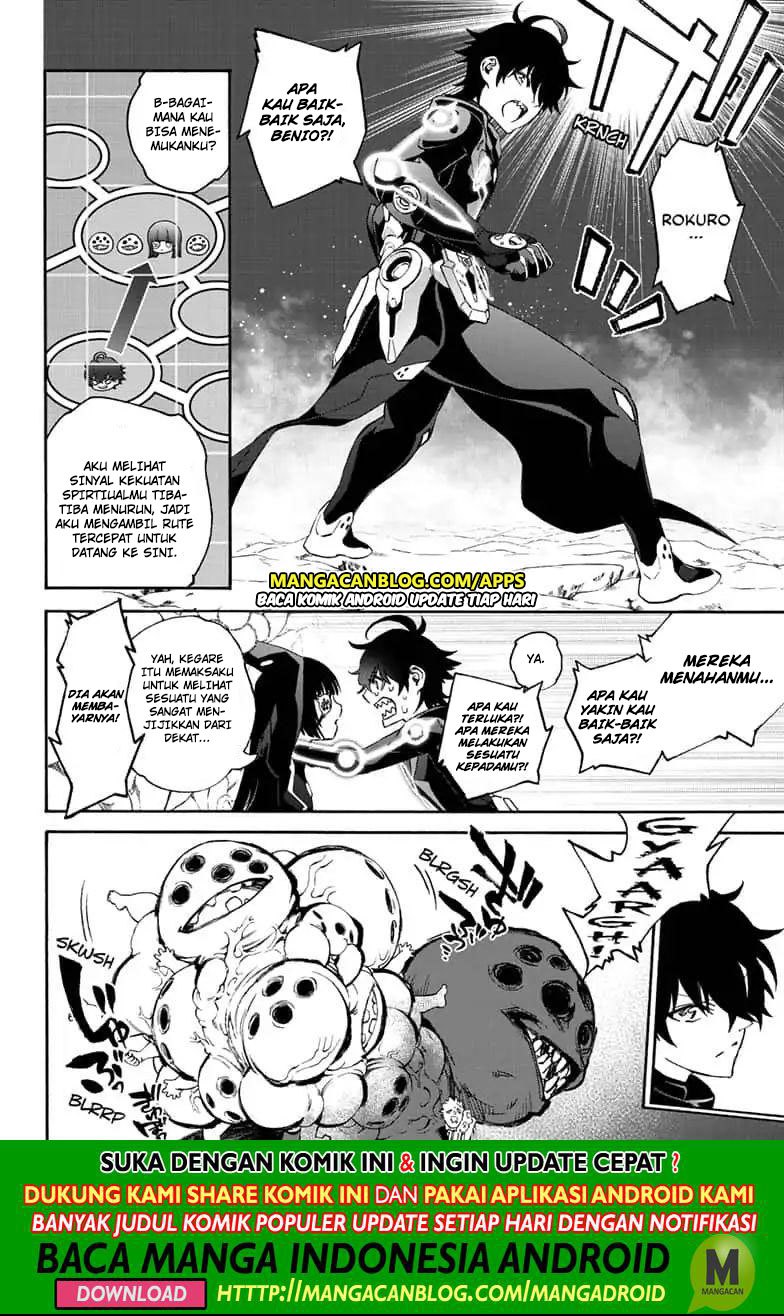 ガガ
KRNCH
ROKURO
...
APA
KAU BAIK-
BAIK SAJA,
BENIO?!
B-BAGAI-
MANA KAU
BISA MENE-
MUKANKU?
AKU MELIHAT
SINYAL KEKUATAN
SPIRTIUALMU TIBA-
TIBA MENURUN, JADI
AKU MENGAMBIL RUTE
TERCEPAT UNTUK
DATANG KE SINI.
MANGACANBLOG.COM/APPS
BACA KOMIK ANDROID UPDATE TIAP HARI
MEREKA
MENAHANMU...
APA KAU
YAKIN KAU
BAIK-BAIK
SAJA?!
YA.
APA KAU
TERLUKA?!
APA MEREKA
MELAKUKAN
SESUATU
KEPADAMU?!
YAH, KEGARE
ITU MEMAKSAKU
UNTUK MELIHAT
SESUATU YANG
SANGAT MEN-
JIJIKKAN DARI
DEKAT...
DIA AKAN
MEMBA-
YARNYA!
GYAARGH!
BLRGSH
SKWSH
BLRRP
SUKA DENGAN KOMIK INI & INGIN UPDATE CEPAT ?
DUKUNG KAMI SHARE KOMIK INI DAN PAKAI APLIKASI ANDROID KAMI
BANYAK JUDUL KOMIK POPULER UPDATE SETIAP HARI DENGAN NOTIFIKASI
BACA MANGA INDONESIA ANDROID
DOWNLOAD
HTTTP://MANGACANBLOG.COM/MANGADROID
M
MANGACAN